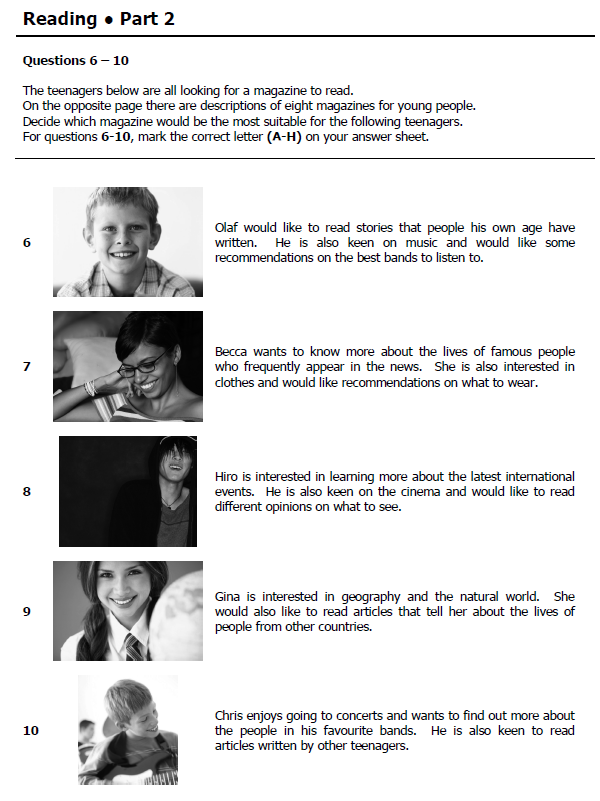 Reading ● Part 2
Questions 6 – 10
The teenagers below are all looking for a magazine to read.
On the opposite page there are descriptions of eight magazines for young people.
Decide which magazine would be the most suitable for the following teenagers.
For questions 6-10, mark the correct letter (A-H) on your answer sheet.
6
Olaf would like to read stories that people his own age have
written. He is also keen on music and would like some
recommendations on the best bands to listen to.
7
Becca wants to know more about the lives of famous people
who frequently appear in the news. She is also interested in
clothes and would like recommendations on what to wear.
8
Hiro is interested in learning more about the latest international
events. He is also keen on the cinema and would like to read
different opinions on what to see.
9
Gina is interested in geography and the natural world. She
would also like to read articles that tell her about the lives of
people from other countries.
10
Chris enjoys going to concerts and wants to find out more about
the people in his favourite bands. He is also keen to read
articles written by other teenagers.